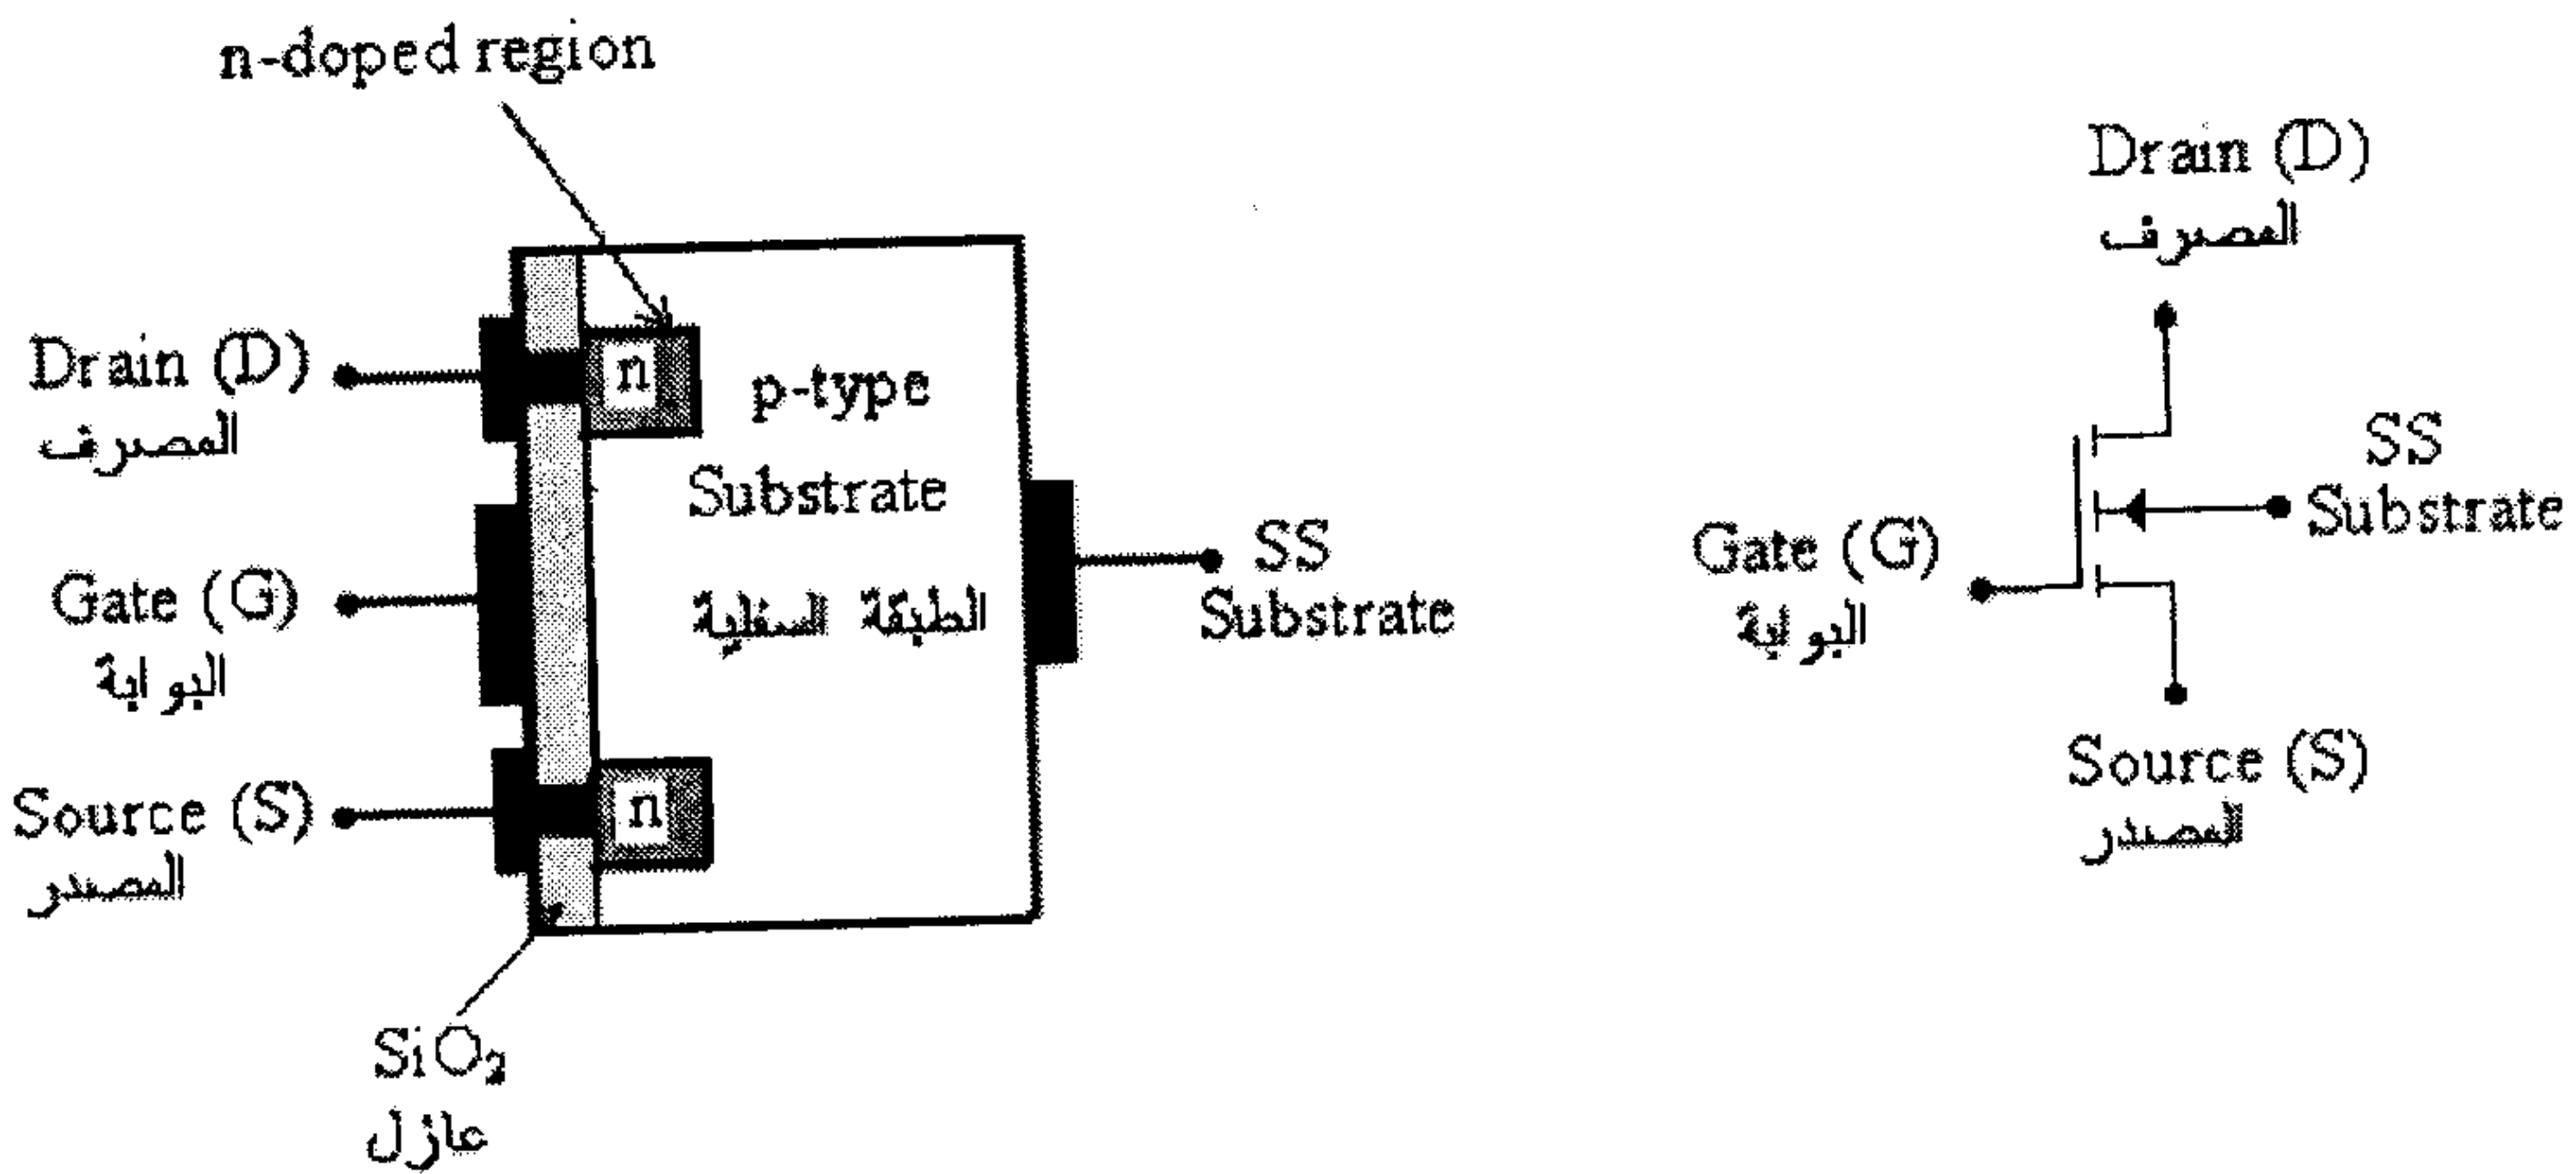 n-doped region
Drain (D)
المصرف
n
p-type
Substrate
الطبقة السفلية
Gate (G)
البوابة
SS
Substrate
Source (S)
المصدر
n
SiO₂
عازل
Drain (D)
المصرف
SS
Substrate
Gate (G)
البوابة
Source (S)
المصدر